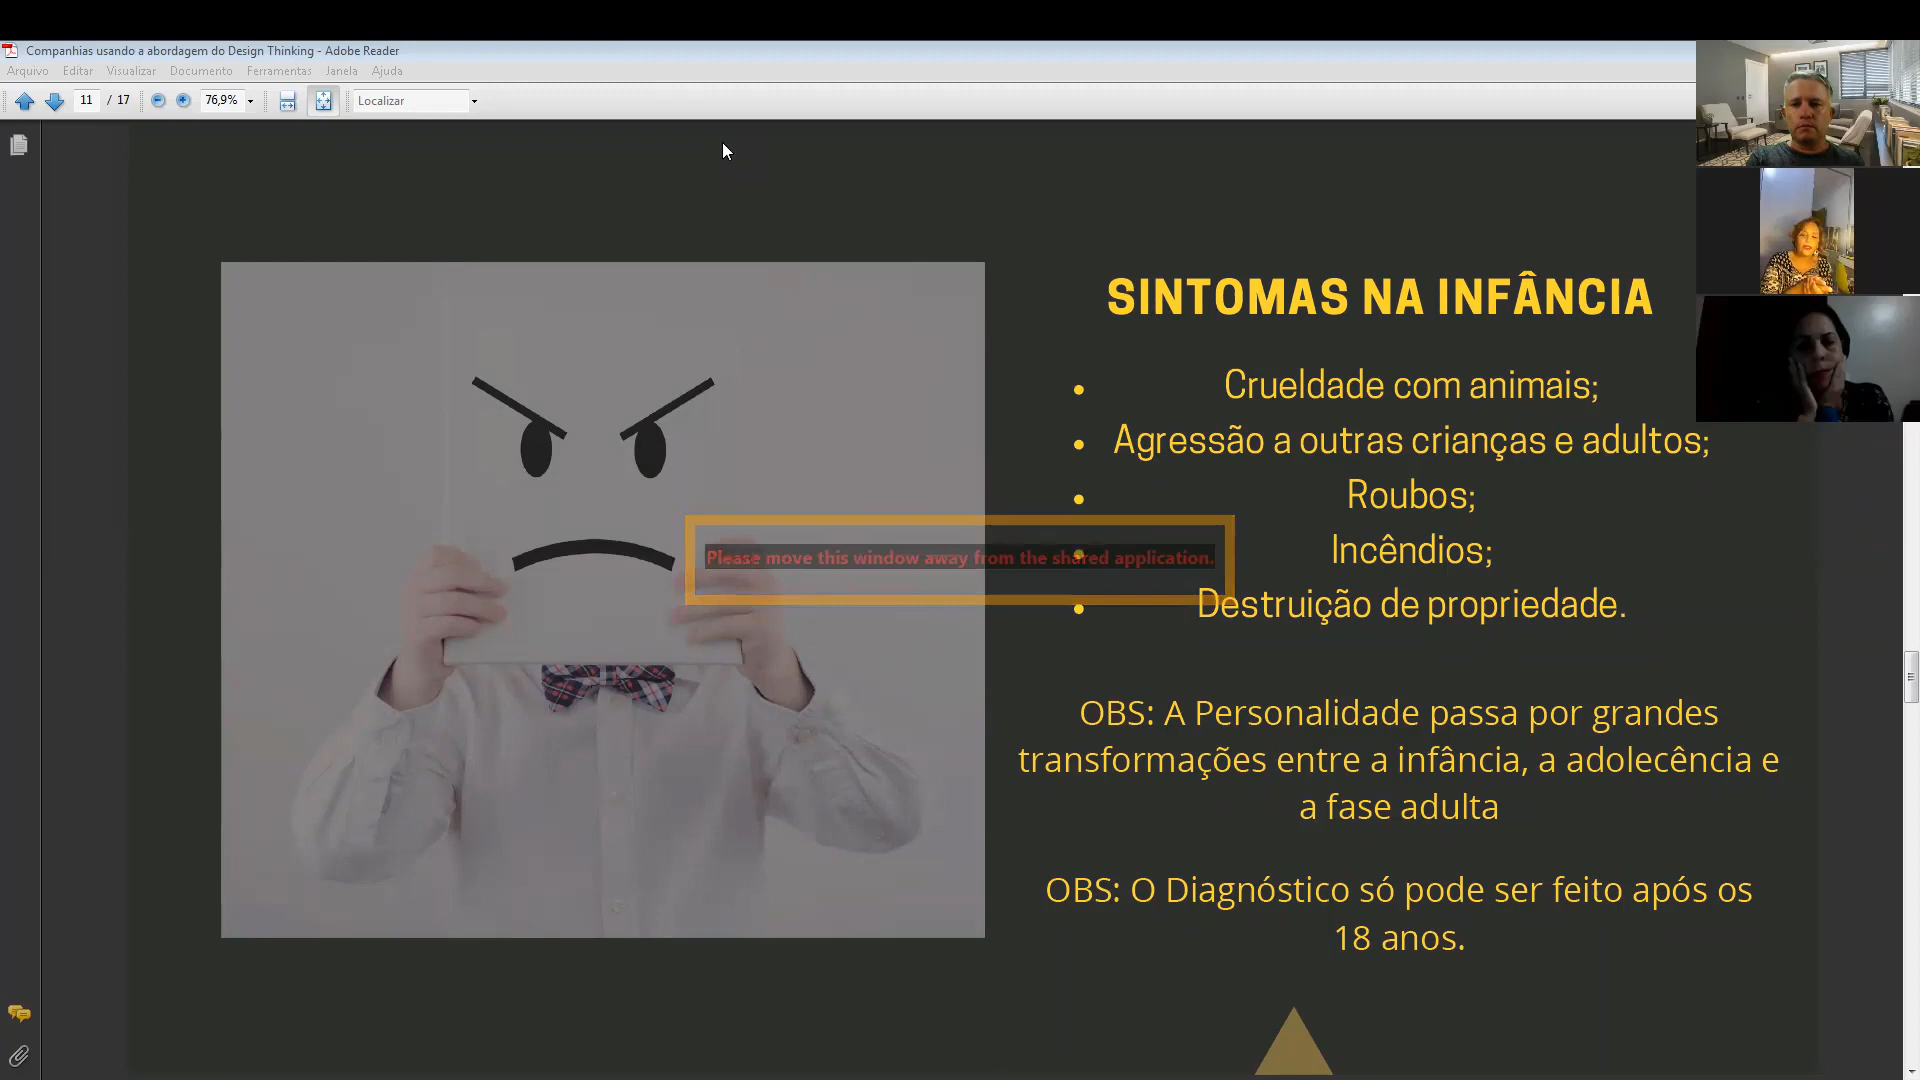 Companhias usando a abordagem do Design Thinking - Adobe Reader
Arquivo Editar Visualizar Documento Ferramentas Janela Ajuda
11 / 17 76,9% Localizar
SINTOMAS NA INFÂNCIA
• Crueldade com animais;
• Agressão a outras crianças e adultos;
• Roubos;
• Incêndios;
• Destruição de propriedade.
Please move this window away from the shared application.
OBS: A Personalidade passa por grandes
transformações entre a infância, a adolecência e
a fase adulta
OBS: O Diagnóstico só pode ser feito após os
18 anos.